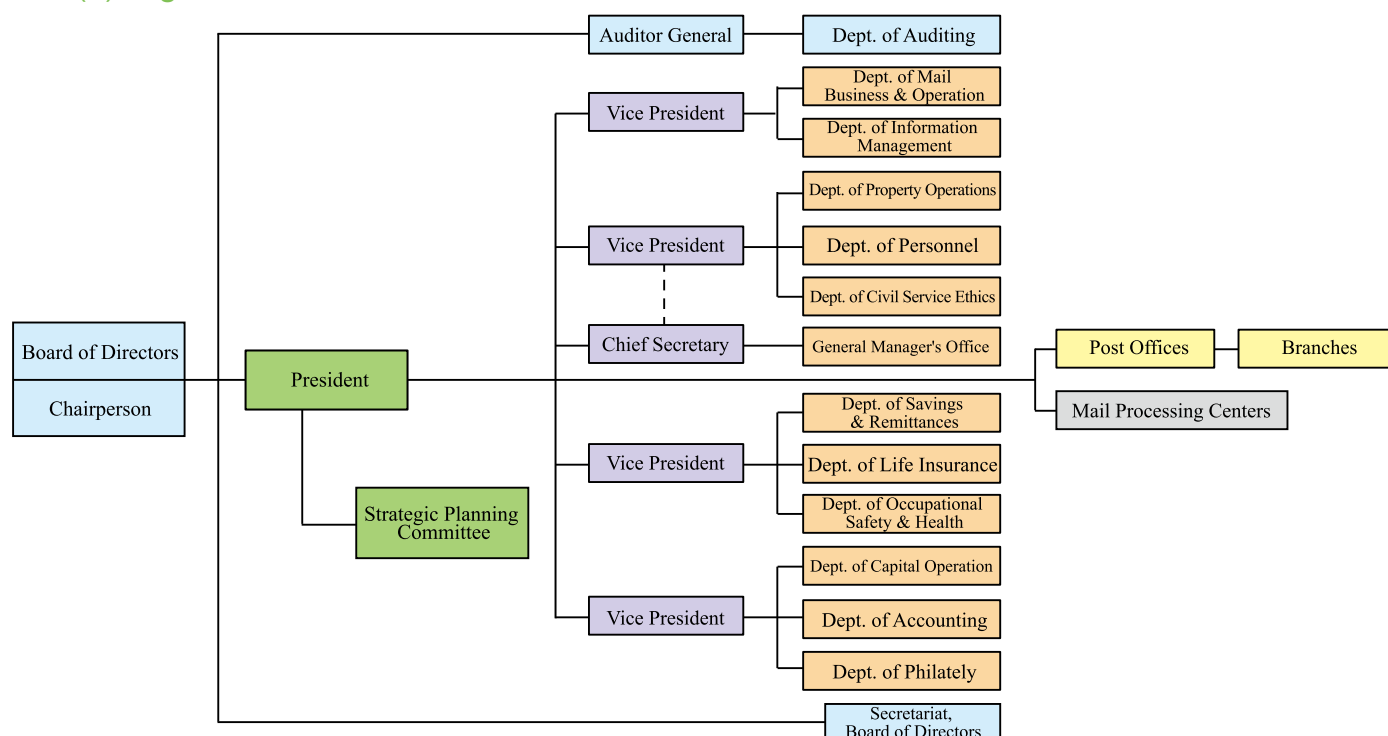 Auditor General
Dept. of Auditing
Dept. of Mail
Business & Operation
Vice President
Dept. of Information
Management
Dept. of Property Operations
Vice President
Dept. of Personnel
Dept. of Civil Service Ethics
Chief Secretary
General Manager's Office
Board of Directors
Chairperson
President
Post Offices
Branches
Mail Processing Centers
Strategic Planning
Committee
Dept. of Savings
& Remittances
Vice President
Dept. of Life Insurance
Dept. of Occupational
Safety & Health
Dept. of Capital Operation
Vice President
Dept. of Accounting
Dept. of Philately
Secretariat,
Board of Directors